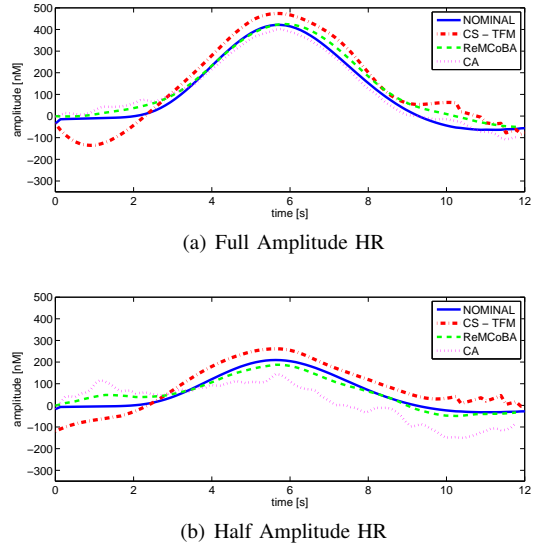 500
400
300
200
100
0
−100
−200
−300
amplitude [nM]
NOMINAL
CS − TFM
ReMCoBA
CA
0 2 4 6 8 10 12
time [s]
(a) Full Amplitude HR
500
400
300
200
100
0
−100
−200
−300
amplitude [nM]
NOMINAL
CS − TFM
ReMCoBA
CA
0 2 4 6 8 10 12
time [s]
(b) Half Amplitude HR